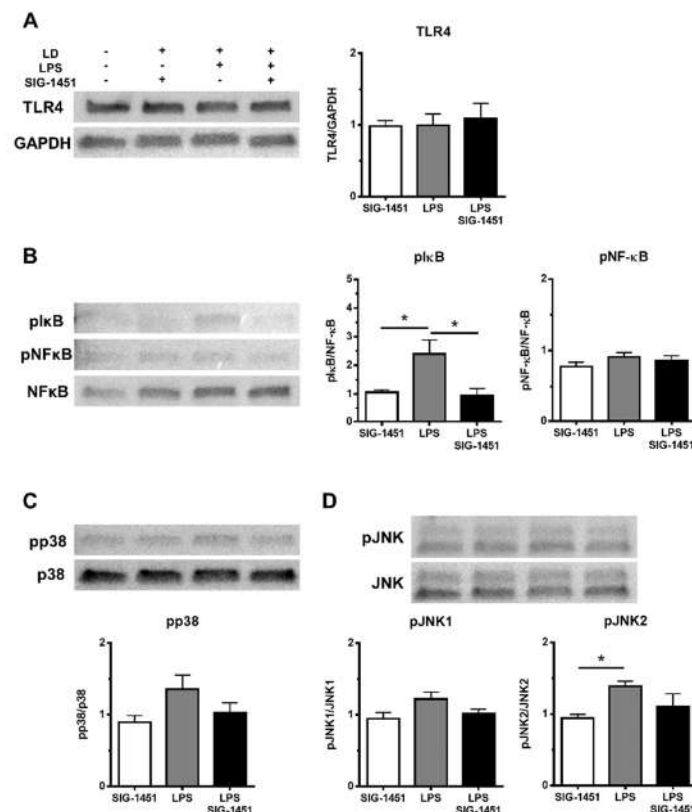 A
LD - + + +
LPS - + +
SIG-1451 - + +
TLR4
GAPDH
TLR4
TLR4/GAPDH
2
1
0
SIG-1451 LPS LPS
SIG-1451
B
pIκB
pNFκB
NFκB
pIκB
pIκB/NF-κB
5
4
3
2
1
0
* *
SIG-1451 LPS LPS
SIG-1451
pNF-κB
pNF-κB/NF-κB
2
1
0
SIG-1451 LPS LPS
SIG-1451
C
pp38
p38
pp38
pp38/p38
2
1
0
SIG-1451 LPS LPS
SIG-1451
D
pJNK
JNK
pJNK1
pJNK1/JNK1
2
1
0
SIG-1451 LPS LPS
SIG-1451
pJNK2
pJNK2/JNK2
2
1
0
*
SIG-1451 LPS LPS
SIG-1451